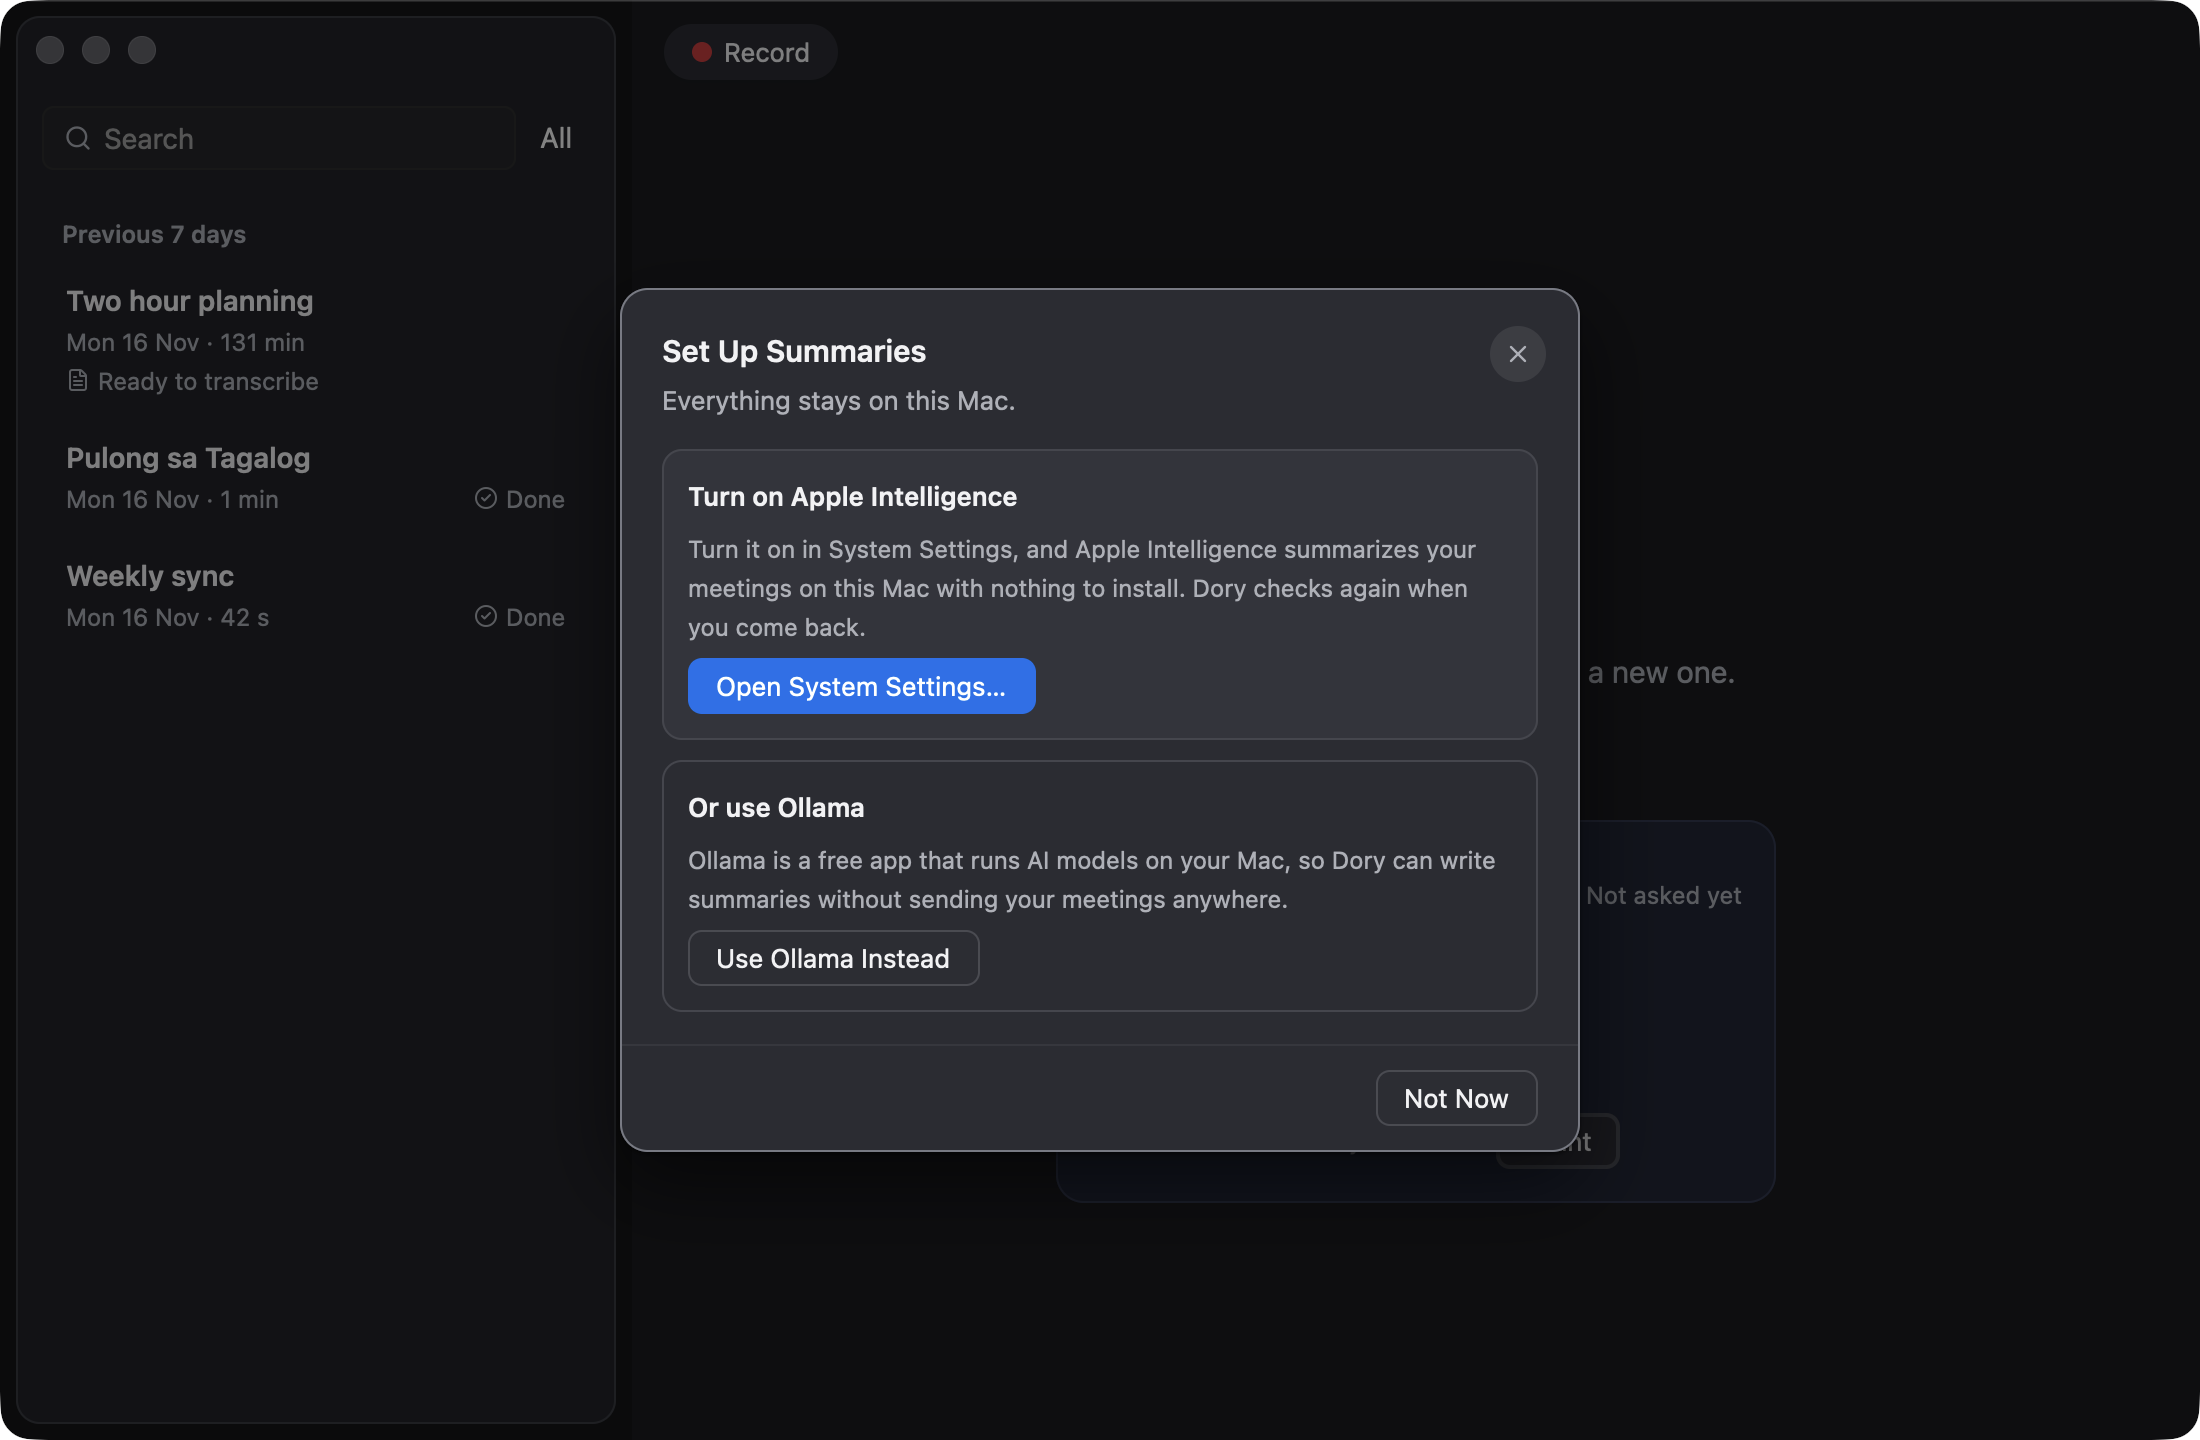 Record
Search
All
Previous 7 days
Two hour planning
Mon 16 Nov · 131 min
Ready to transcribe
Pulong sa Tagalog
Mon 16 Nov · 1 min
Done
Weekly sync
Mon 16 Nov · 42 s
Done
Set Up Summaries
Everything stays on this Mac.
Turn on Apple Intelligence
Turn it on in System Settings, and Apple Intelligence summarizes your
meetings on this Mac with nothing to install. Dory checks again when
you come back.
Open System Settings...
a new one.
Or use Ollama
Ollama is a free app that runs AI models on your Mac, so Dory can write
summaries without sending your meetings anywhere.
Not asked yet
Use Ollama Instead
Not Now